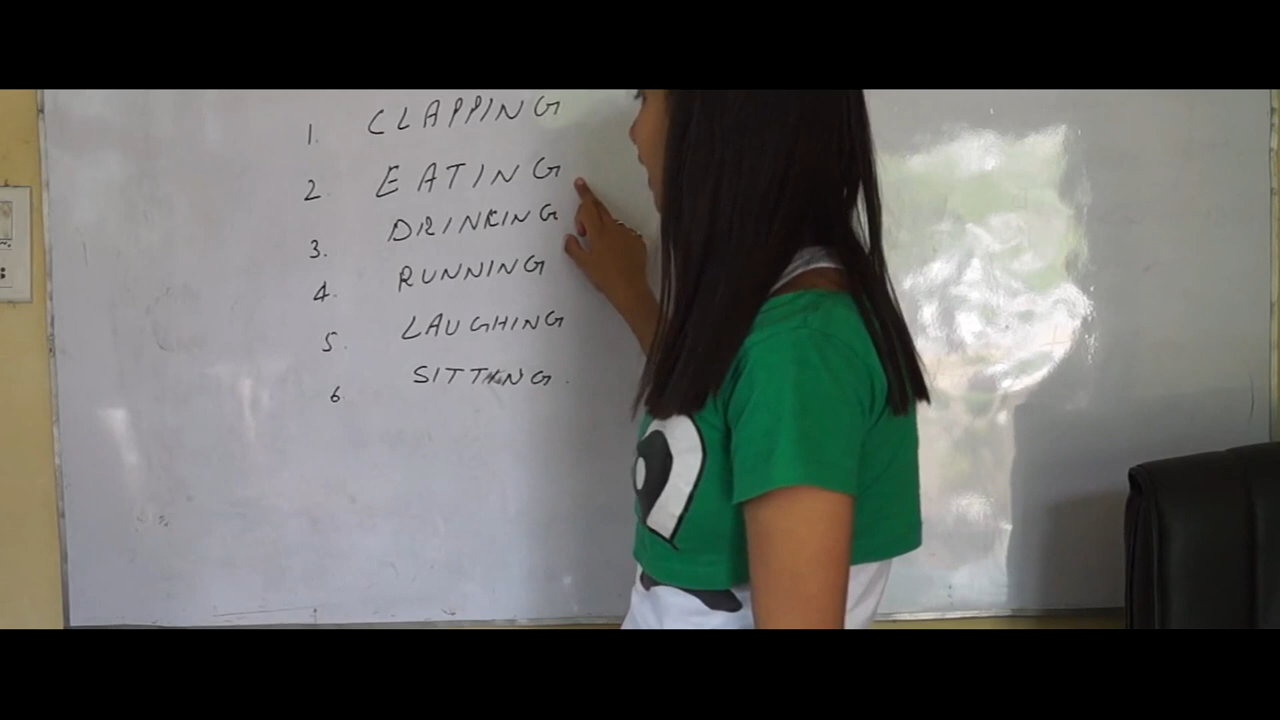 1. CLAPPING
2. EATING
3. DRINKING
4. RUNNING
5. LAUGHING
6. SITTING.